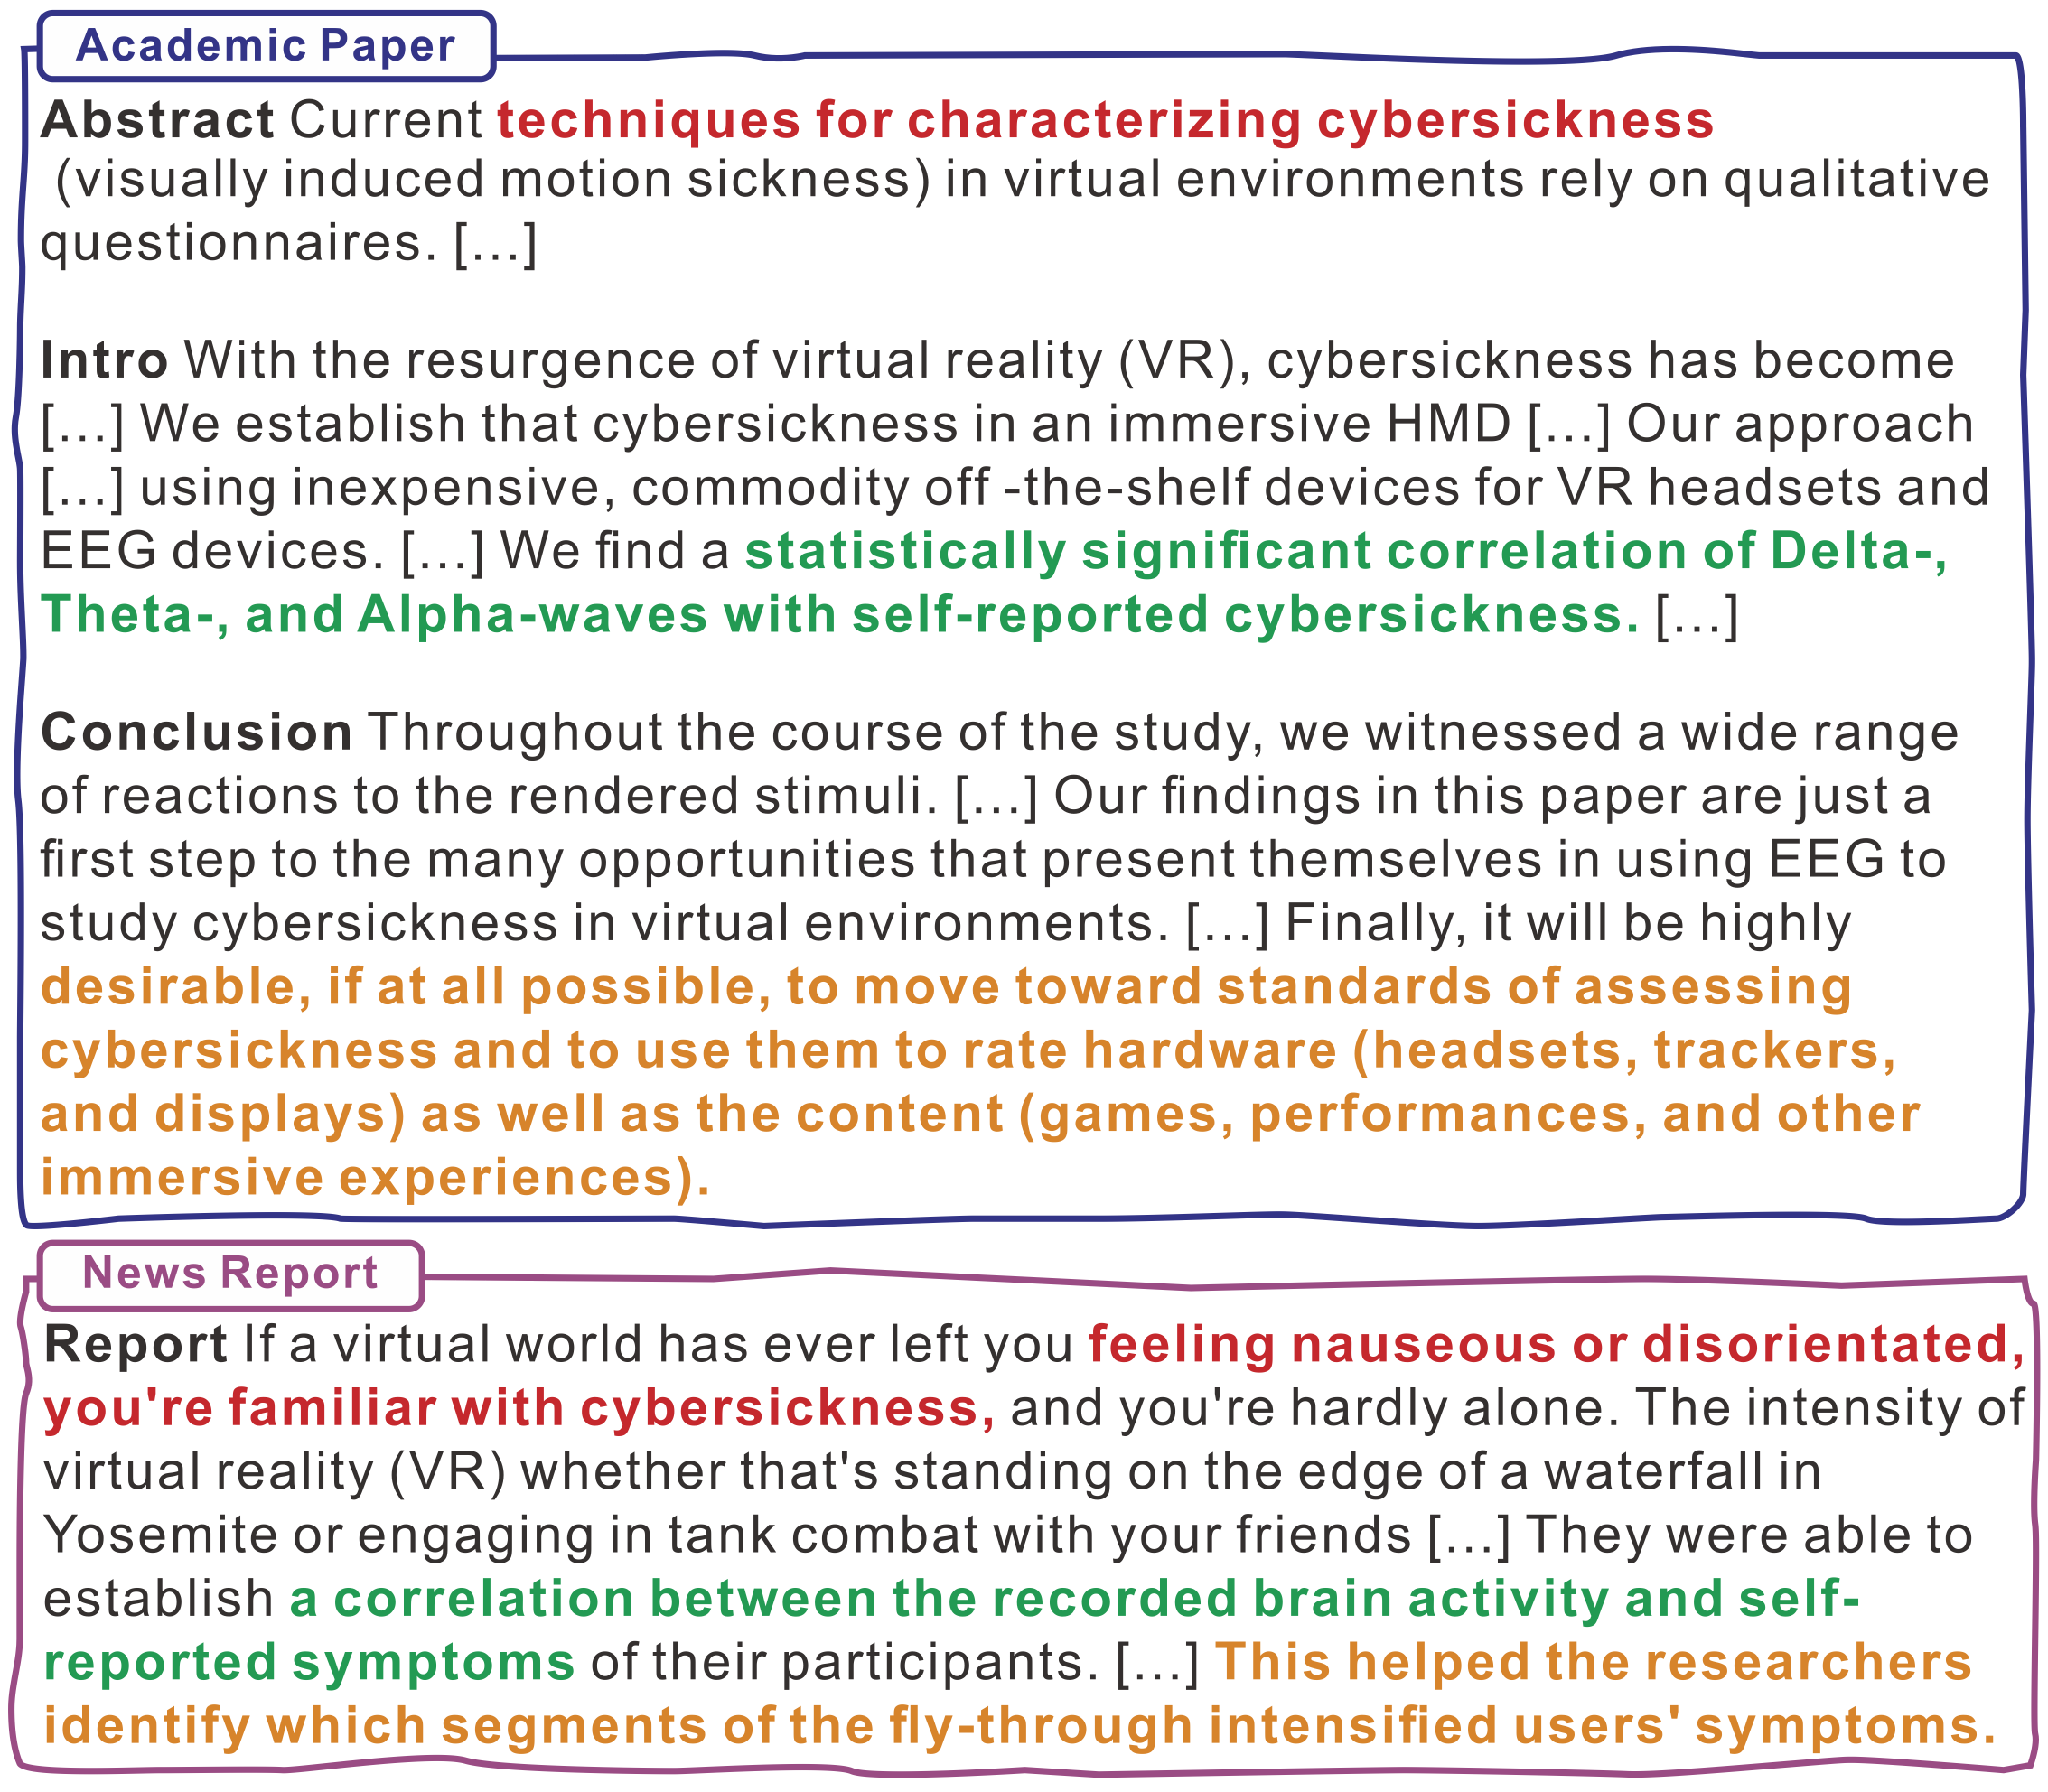 Academic Paper
Abstract Current techniques for characterizing cybersickness
(visually induced motion sickness) in virtual environments rely on qualitative
questionnaires. [...]
Intro With the resurgence of virtual reality (VR), cybersickness has become
[...] We establish that cybersickness in an immersive HMD [...] Our approach
[...] using inexpensive, commodity off -the-shelf devices for VR headsets and
EEG devices. [...] We find a statistically significant correlation of Delta-,
Theta-, and Alpha-waves with self-reported cybersickness. [...]
Conclusion Throughout the course of the study, we witnessed a wide range
of reactions to the rendered stimuli. [...] Our findings in this paper are just a
first step to the many opportunities that present themselves in using EEG to
study cybersickness in virtual environments. [...] Finally, it will be highly
desirable, if at all possible, to move toward standards of assessing
cybersickness and to use them to rate hardware (headsets, trackers,
and displays) as well as the content (games, performances, and other
immersive experiences).
News Report
Report If a virtual world has ever left you feeling nauseous or disorientated,
you're familiar with cybersickness, and you're hardly alone. The intensity of
virtual reality (VR) whether that's standing on the edge of a waterfall in
Yosemite or engaging in tank combat with your friends [...] They were able to
establish a correlation between the recorded brain activity and self-
reported symptoms of their participants. [...] This helped the researchers
identify which segments of the fly-through intensified users' symptoms.